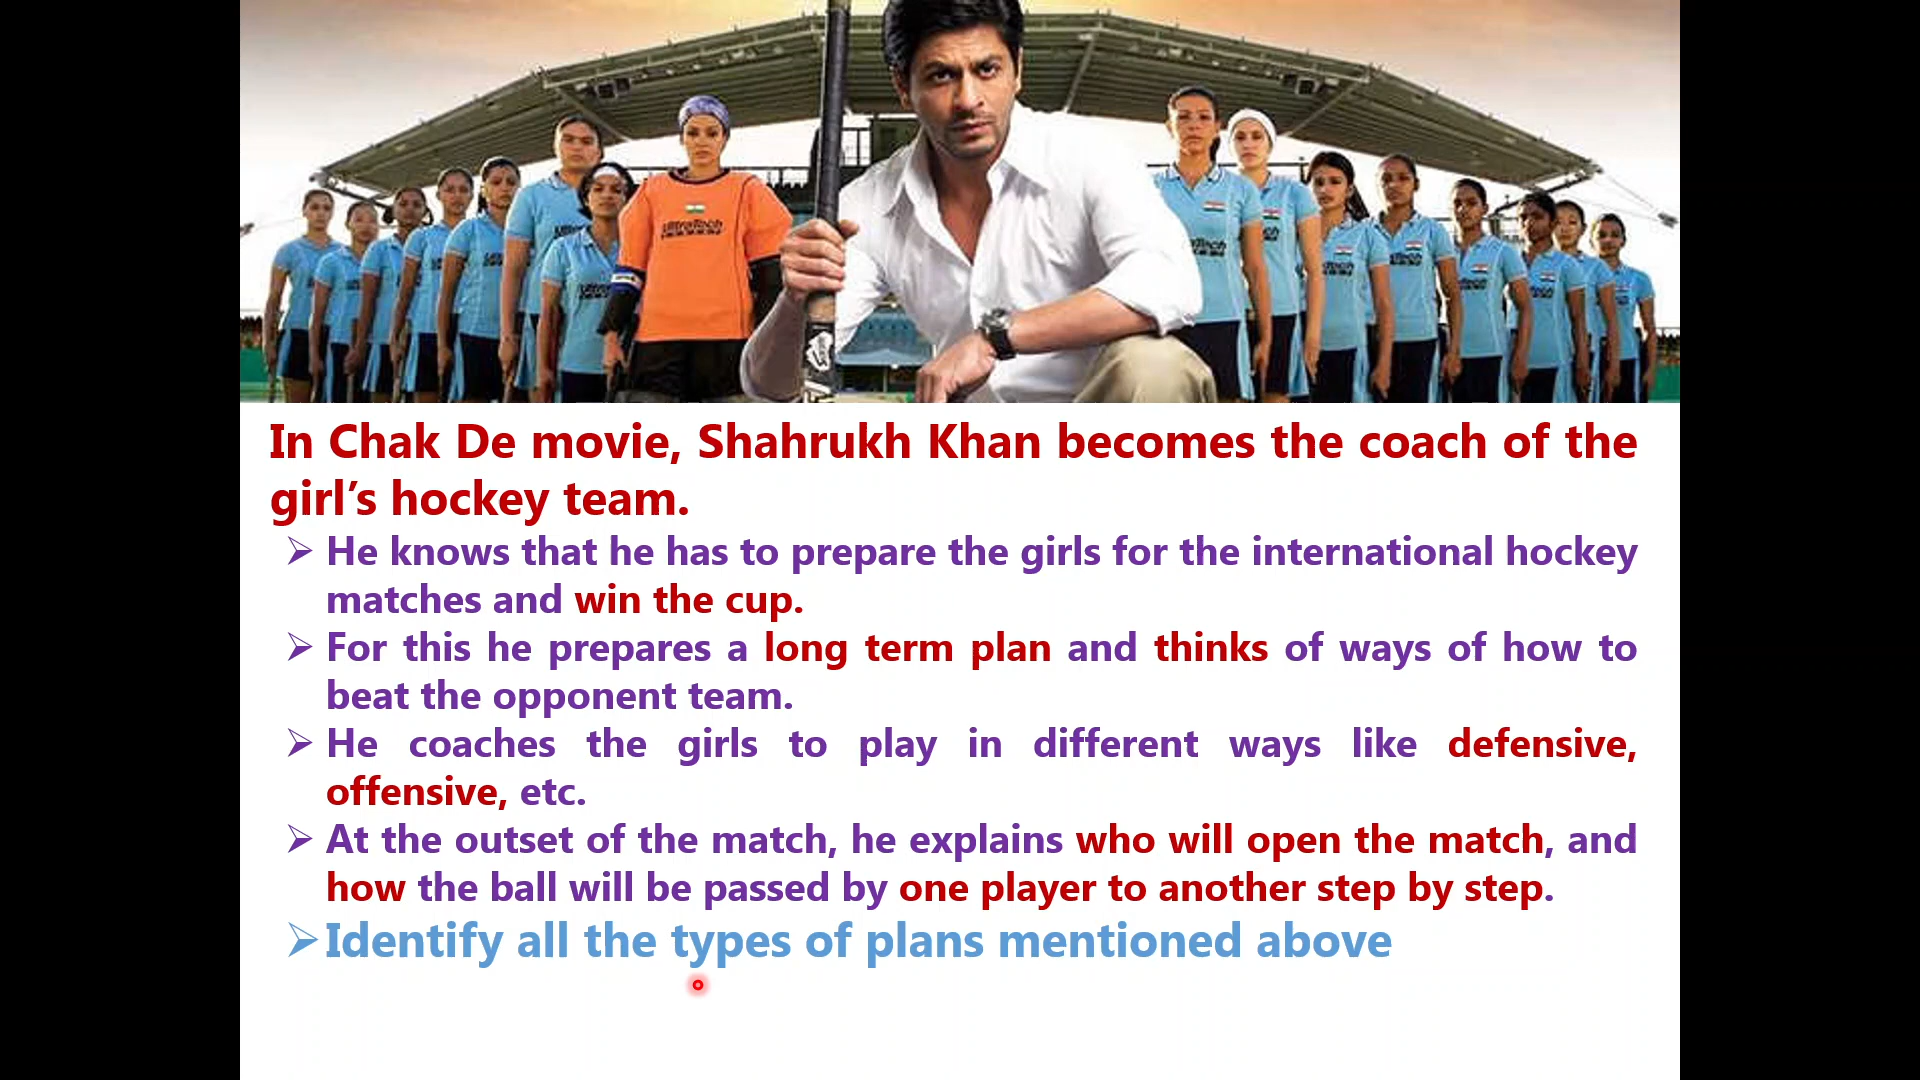 UltraTech
In Chak De movie, Shahrukh Khan becomes the coach of the
girl’s hockey team.
➢ He knows that he has to prepare the girls for the international hockey
matches and win the cup.
➢ For this he prepares a long term plan and thinks of ways of how to
beat the opponent team.
➢ He coaches the girls to play in different ways like defensive,
offensive, etc.
➢ At the outset of the match, he explains who will open the match, and
how the ball will be passed by one player to another step by step.
➢ Identify all the types of plans mentioned above